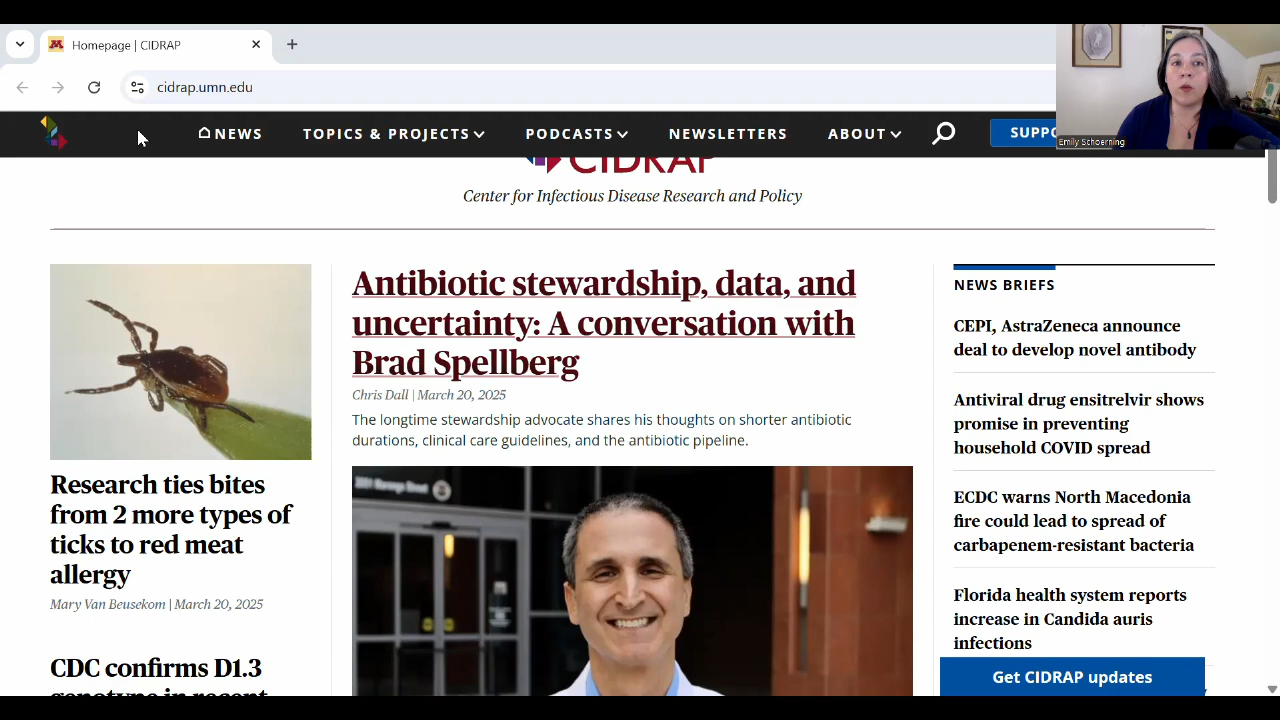 Homepage | CIDRAP
cidrap.umn.edu
NEWS
TOPICS & PROJECTS
PODCASTS
NEWSLETTERS
ABOUT
Emily Schoerning
CIDRAP
Center for Infectious Disease Research and Policy
Research ties bites
from 2 more types of
ticks to red meat
allergy
Mary Van Beusekom | March 20, 2025
CDC confirms D1.3
genotype in recent
Antibiotic stewardship, data, and
uncertainty: A conversation with
Brad Spellberg
Chris Dall | March 20, 2025
The longtime stewardship advocate shares his thoughts on shorter antibiotic
durations, clinical care guidelines, and the antibiotic pipeline.
NEWS BRIEFS
CEPI, AstraZeneca announce
deal to develop novel antibody
Antiviral drug ensitrelvir shows
promise in preventing
household COVID spread
ECDC warns North Macedonia
fire could lead to spread of
carbapenem-resistant bacteria
Florida health system reports
increase in Candida auris
infections
Get CIDRAP updates